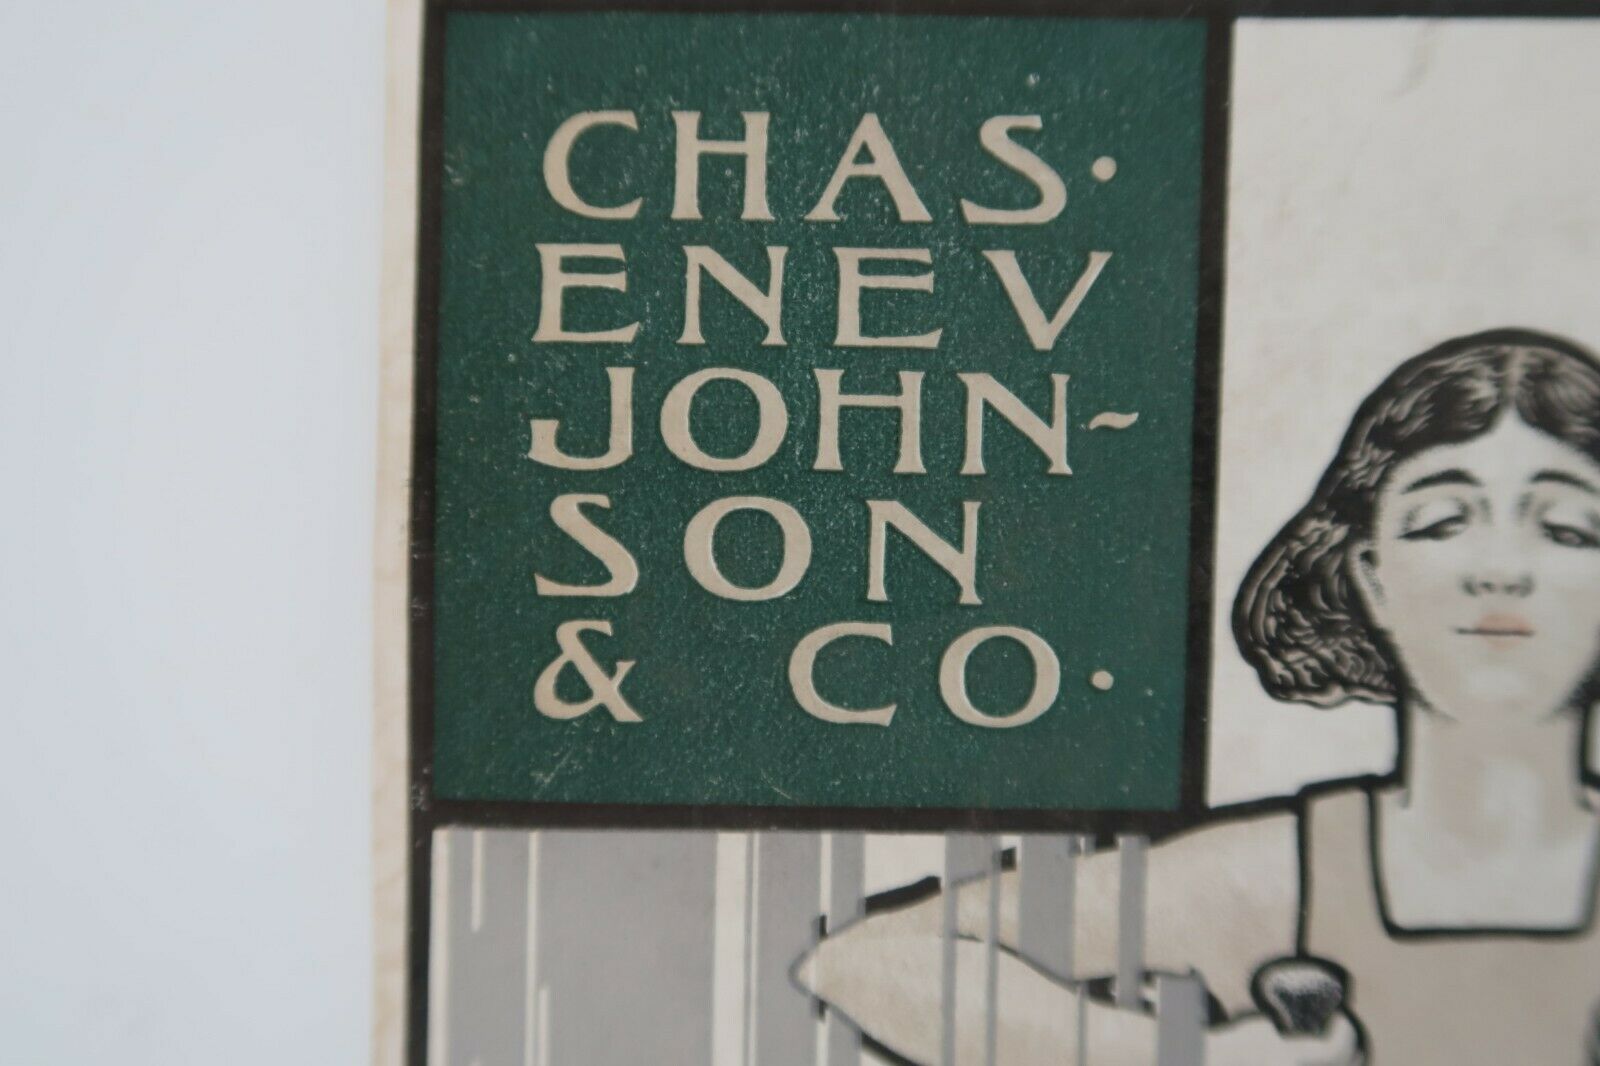 CHAS.
ENEV
JOHN-
SON
& CO.